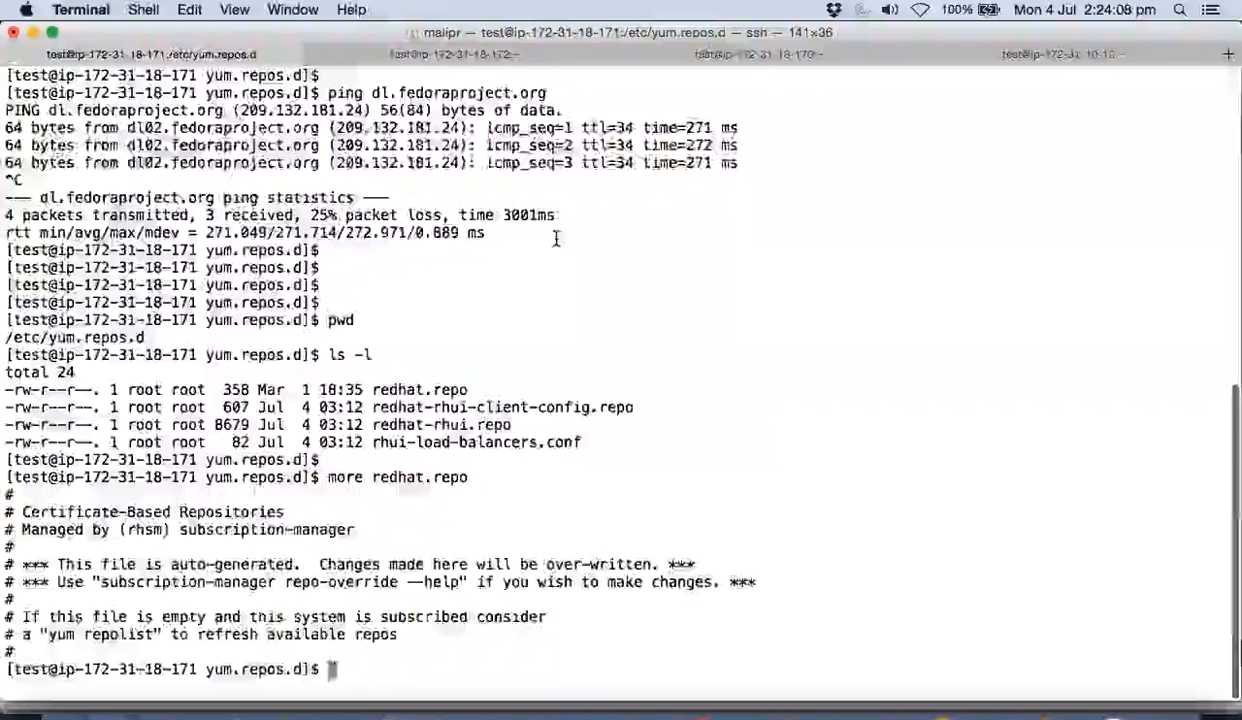 Terminal Shell Edit View Window Help 100% Mon 4 Jul 2:24:08 pm
malipr — test@ip-172-31-18-171:/etc/yum.repos.d — ssh — 141×36
test@ip-172-31-18-171:/etc/yum.repos.d
[test@ip-172-31-18-171 yum.repos.d]$
[test@ip-172-31-18-171 yum.repos.d]$ ping dl.fedoraproject.org
PING dl.fedoraproject.org (209.132.181.24) 56(84) bytes of data.
64 bytes from dl02.fedoraproject.org (209.132.181.24): icmp_seq=1 ttl=34 time=271 ms
64 bytes from dl02.fedoraproject.org (209.132.181.24): icmp_seq=2 ttl=34 time=272 ms
64 bytes from dl02.fedoraproject.org (209.132.181.24): icmp_seq=3 ttl=34 time=271 ms
^C
--- dl.fedoraproject.org ping statistics ---
4 packets transmitted, 3 received, 25% packet loss, time 3001ms
rtt min/avg/max/mdev = 271.049/271.714/272.971/0.889 ms
[test@ip-172-31-18-171 yum.repos.d]$
[test@ip-172-31-18-171 yum.repos.d]$
[test@ip-172-31-18-171 yum.repos.d]$
[test@ip-172-31-18-171 yum.repos.d]$
[test@ip-172-31-18-171 yum.repos.d]$ pwd
/etc/yum.repos.d
[test@ip-172-31-18-171 yum.repos.d]$ ls -l
total 24
-rw-r--r--. 1 root root 358 Mar 1 18:35 redhat.repo
-rw-r--r--. 1 root root 607 Jul 4 03:12 redhat-rhui-client-config.repo
-rw-r--r--. 1 root root 8679 Jul 4 03:12 redhat-rhui.repo
-rw-r--r--. 1 root root 82 Jul 4 03:12 rhui-load-balancers.conf
[test@ip-172-31-18-171 yum.repos.d]$
[test@ip-172-31-18-171 yum.repos.d]$ more redhat.repo
#
# Certificate-Based Repositories
# Managed by (rhsm) subscription-manager
#
# *** This file is auto-generated. Changes made here will be over-written. ***
# *** Use "subscription-manager repo-override --help" if you wish to make changes. ***
#
# If this file is empty and this system is subscribed consider
# a "yum repolist" to refresh available repos
#
[test@ip-172-31-18-171 yum.repos.d]$